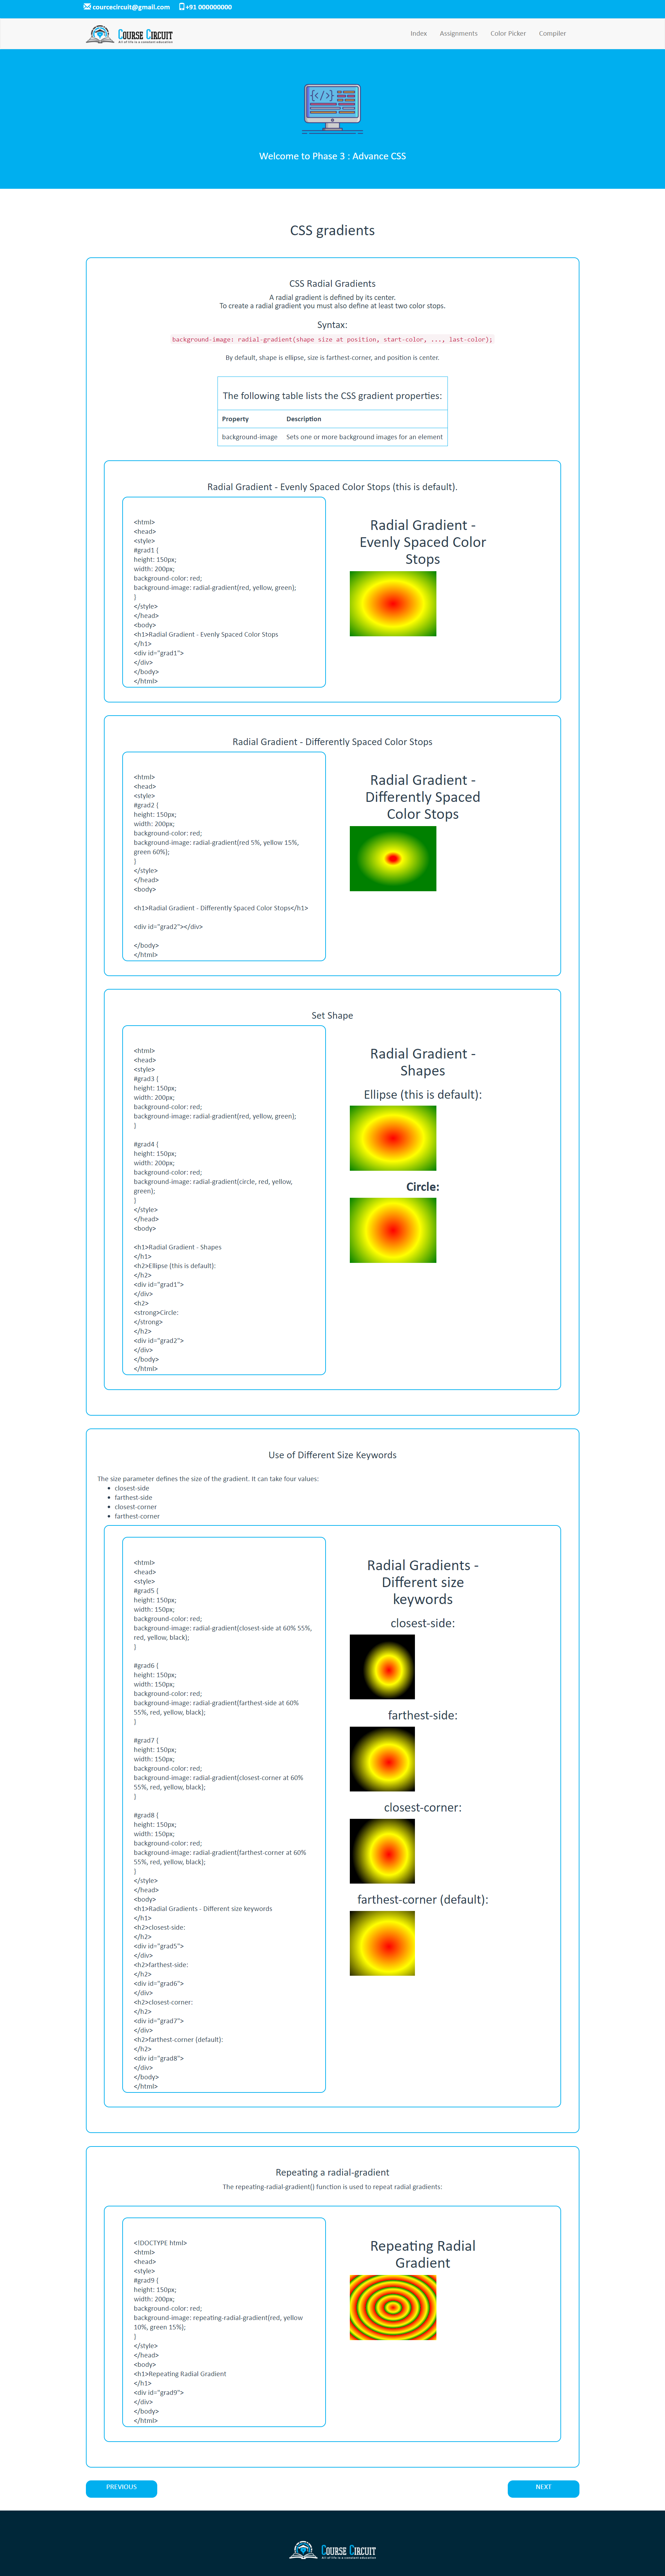 courcecircuit@gmail.com +91 000000000
COURSE CIRCUIT
Index Assignments Color Picker Compiler
Welcome to Phase 3 : Advance CSS
CSS gradients
CSS Radial Gradients
A radial gradient is defined by its center.
To create a radial gradient you must also define at least two color stops.
Syntax:
background-image: radial-gradient(shape size at position, start-color, ..., last-color);
By default, shape is ellipse, size is farthest-corner, and position is center.
The following table lists the CSS gradient properties:
Property Description
background-image Sets one or more background images for an element
Radial Gradient - Evenly Spaced Color Stops (this is default).
<html>
<head>
<style>
#grad1 {
height: 150px;
width: 200px;
background-color: red;
background-image: radial-gradient(red, yellow, green);
}
</style>
</head>
<body>
<h1>Radial Gradient - Evenly Spaced Color Stops
</h1>
<div id="grad1">
</div>
</body>
</html>
Radial Gradient -
Evenly Spaced Color
Stops
Radial Gradient - Differently Spaced Color Stops
<html>
<head>
<style>
#grad2 {
height: 150px;
width: 200px;
background-color: red;
background-image: radial-gradient(red 5%, yellow 15%,
green 60%);
}
</style>
</head>
<body>
<h1>Radial Gradient - Differently Spaced Color Stops</h1>
<div id="grad2"></div>
</body>
</html>
Radial Gradient -
Differently Spaced
Color Stops
Set Shape
<html>
<head>
<style>
#grad3 {
height: 150px;
width: 200px;
background-color: red;
background-image: radial-gradient(red, yellow, green);
}
#grad4 {
height: 150px;
width: 200px;
background-color: red;
background-image: radial-gradient(circle, red, yellow,
green);
}
</style>
</head>
<body>
<h1>Radial Gradient - Shapes
</h1>
<h2>Ellipse (this is default):
</h2>
<div id="grad1">
</div>
<h2>
<strong>Circle:
</strong>
</h2>
<div id="grad2">
</div>
</body>
</html>
Radial Gradient -
Shapes
Ellipse (this is default):
Circle:
Use of Different Size Keywords
The size parameter defines the size of the gradient. It can take four values:
closest-side
farthest-side
closest-corner
farthest-corner
<html>
<head>
<style>
#grad5 {
height: 150px;
width: 150px;
background-color: red;
background-image: radial-gradient(closest-side at 60% 55%,
red, yellow, black);
}
#grad6 {
height: 150px;
width: 150px;
background-color: red;
background-image: radial-gradient(farthest-side at 60%
55%, red, yellow, black);
}
#grad7 {
height: 150px;
width: 150px;
background-color: red;
background-image: radial-gradient(closest-corner at 60%
55%, red, yellow, black);
}
#grad8 {
height: 150px;
width: 150px;
background-color: red;
background-image: radial-gradient(farthest-corner at 60%
55%, red, yellow, black);
}
</style>
</head>
<body>
<h1>Radial Gradients - Different size keywords
</h1>
<h2>closest-side:
</h2>
<div id="grad5">
</div>
<h2>farthest-side:
</h2>
<div id="grad6">
</div>
<h2>closest-corner:
</h2>
<div id="grad7">
</div>
<h2>farthest-corner (default):
</h2>
<div id="grad8">
</div>
</body>
</html>
Radial Gradients -
Different size
keywords
closest-side:
farthest-side:
closest-corner:
farthest-corner (default):
Repeating a radial-gradient
The repeating-radial-gradient() function is used to repeat radial gradients:
<!DOCTYPE html>
<html>
<head>
<style>
#grad9 {
height: 150px;
width: 200px;
background-color: red;
background-image: repeating-radial-gradient(red, yellow
10%, green 15%);
}
</style>
</head>
<body>
<h1>Repeating Radial Gradient
</h1>
<div id="grad9">
</div>
</body>
</html>
Repeating Radial
Gradient
PREVIOUS NEXT
COURSE CIRCUIT